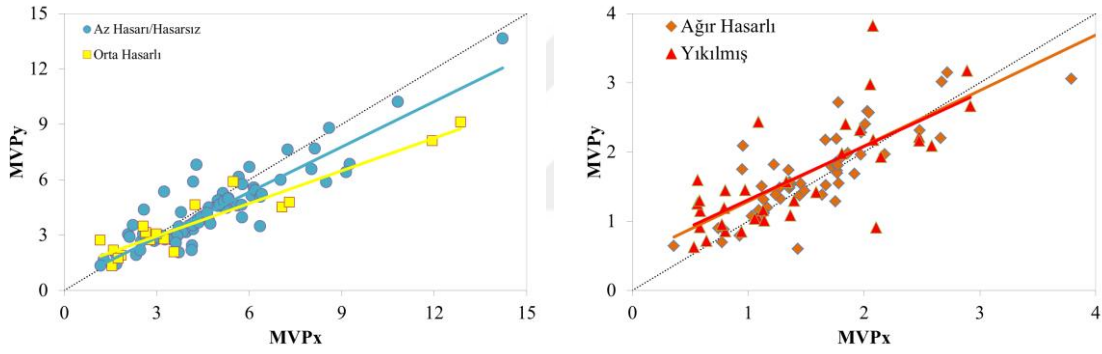 15
12
9
6
3
0
MVPy
Az Hasarı/Hasarsız
Orta Hasarlı
0 3 6 9 12 15
MVPx
4
3
2
1
0
MVPy
Ağır Hasarlı
Yıkılmış
0 1 2 3 4
MVPx